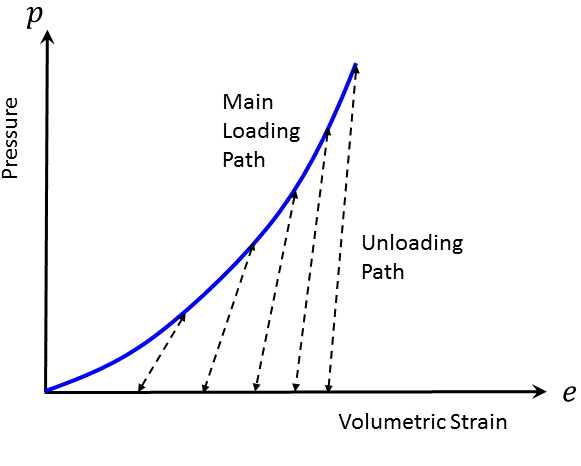 p
Pressure
Main
Loading
Path
Unloading
Path
e
Volumetric Strain